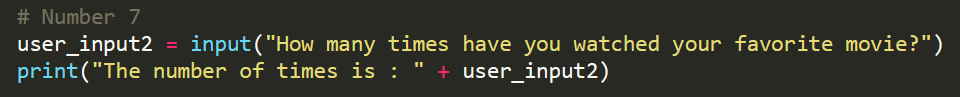 # Number 7
user_input2 = input("How many times have you watched your favorite movie?")
print("The number of times is : " + user_input2)